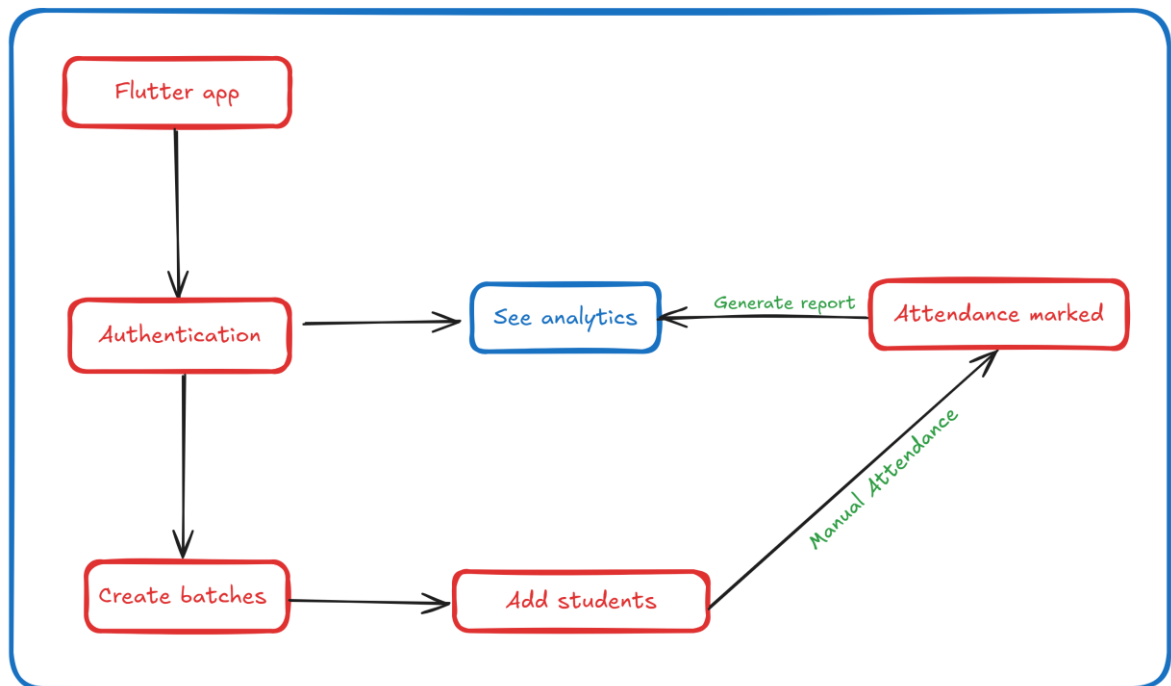 Flutter app
Authentication
See analytics
Generate report
Attendance marked
Manual Attendance
Create batches
Add students